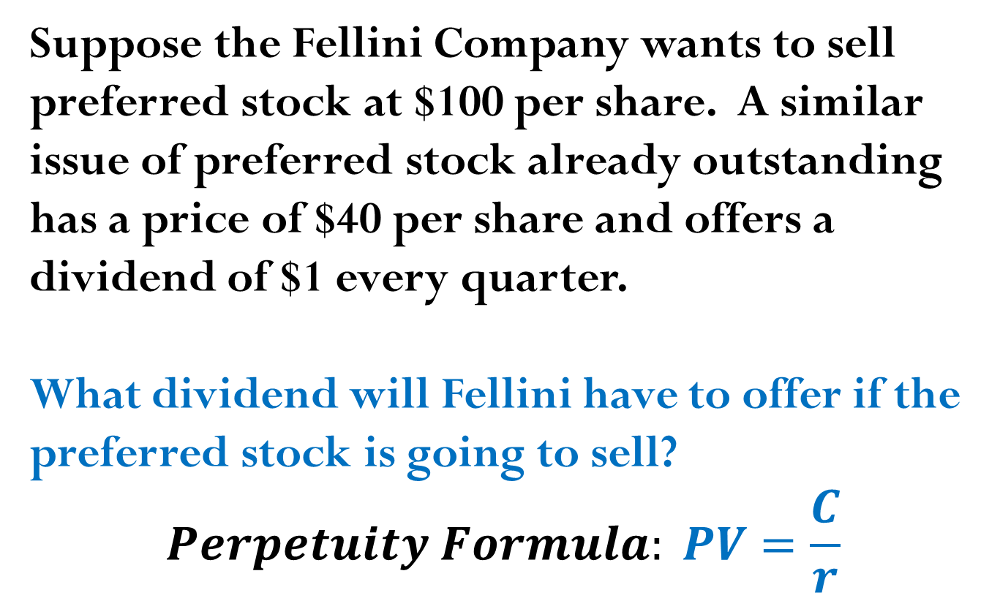 Suppose the Fellini Company wants to sell
preferred stock at $100 per share.  A similar
issue of preferred stock already outstanding
has a price of $40 per share and offers a
dividend of $1 every quarter.
What dividend will Fellini have to offer if the
preferred stock is going to sell?
Perpetuity Formula: PV = C/r